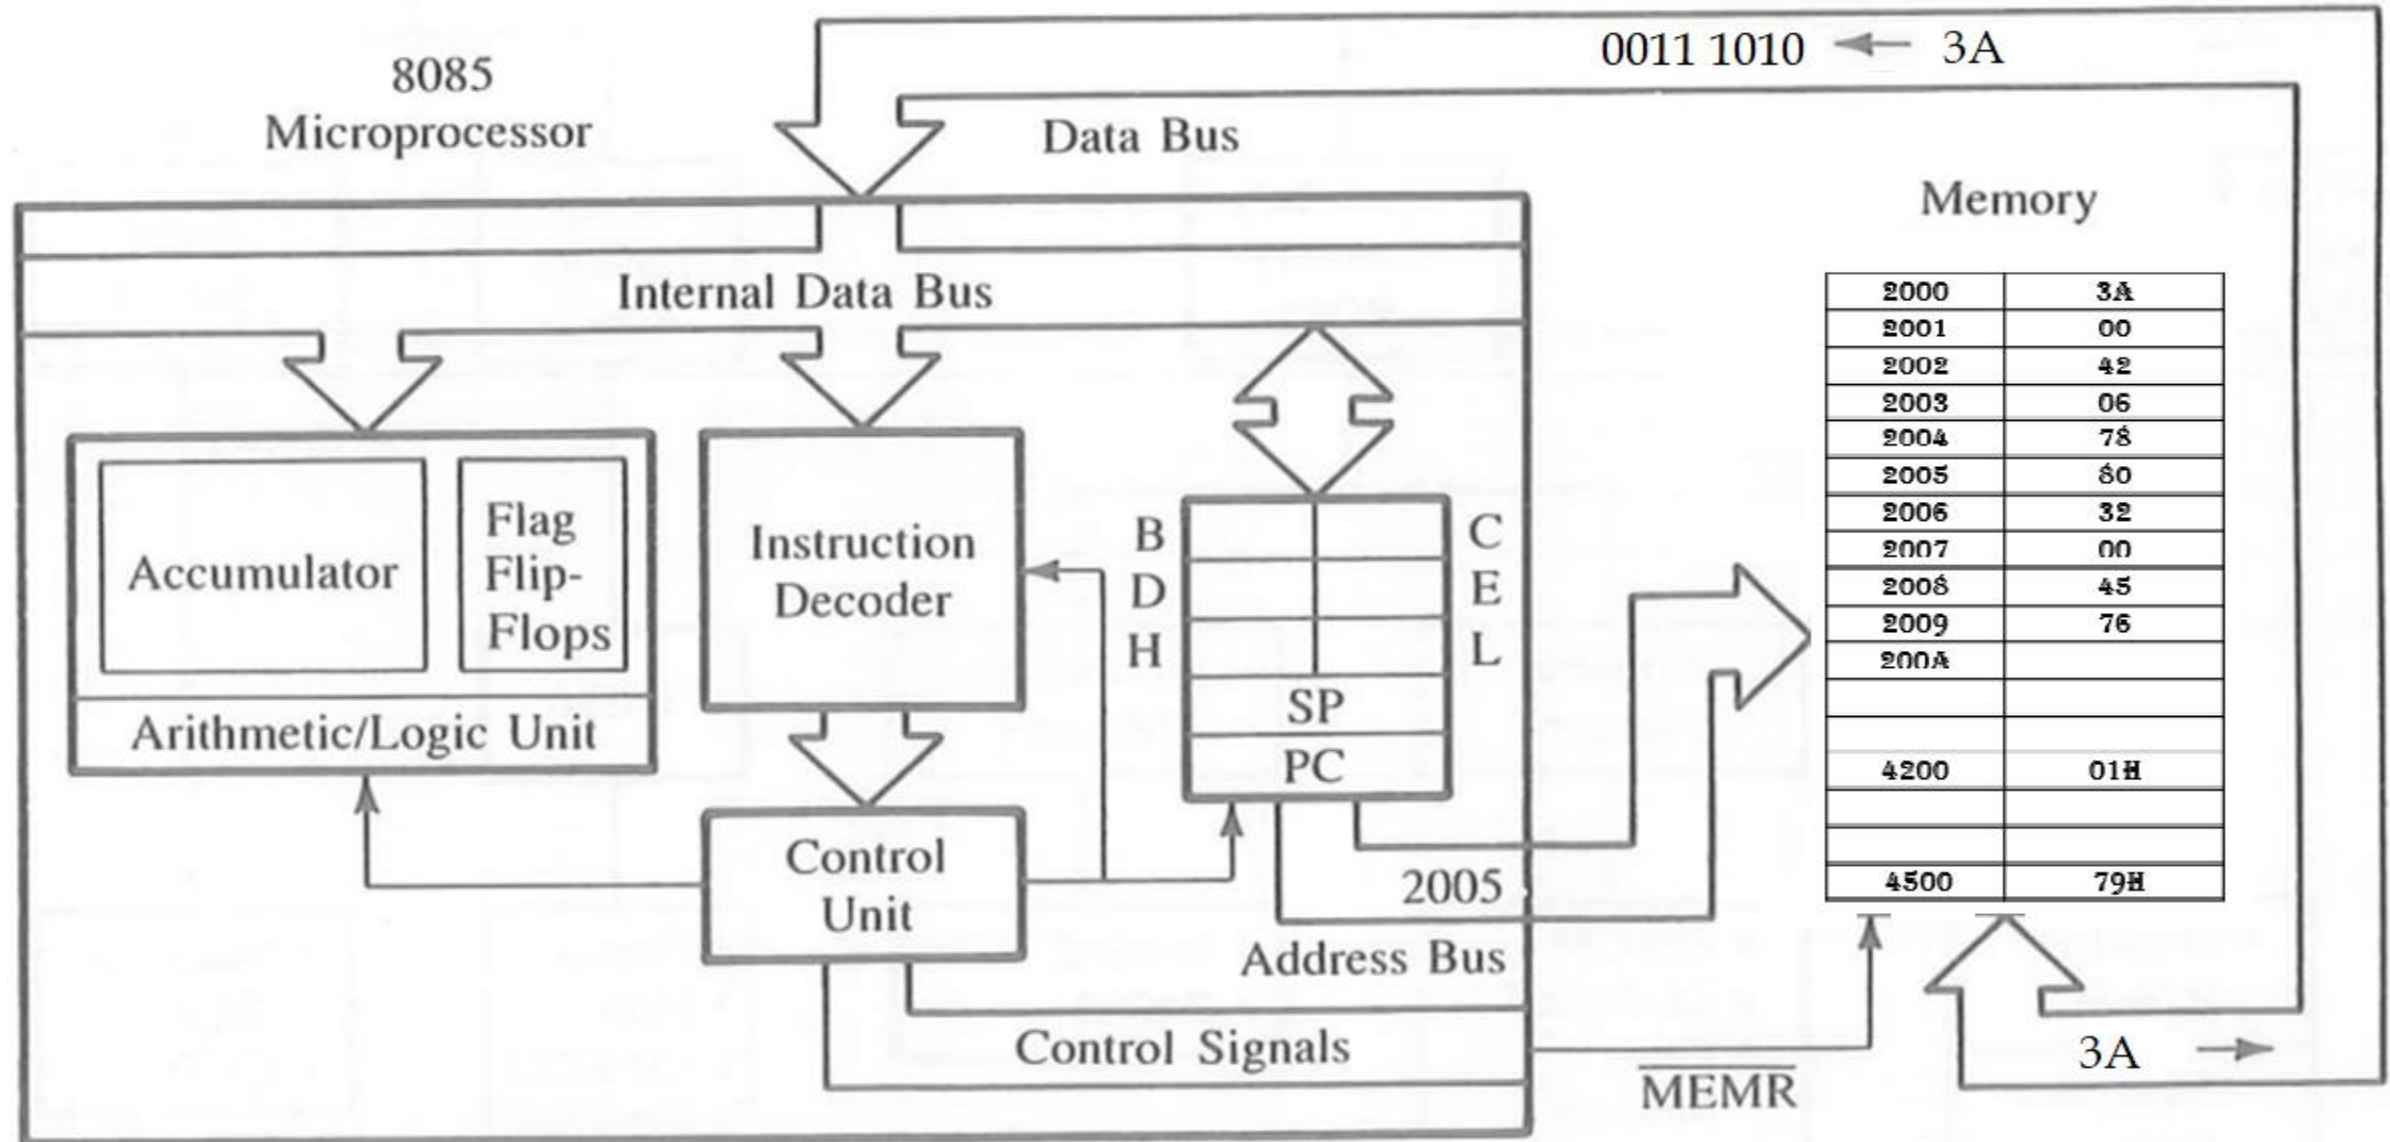 0011 1010 ← 3A
8085
Microprocessor
Data Bus
Memory
Internal Data Bus
2000 3A
2001 00
2002 42
2003 06
2004 78
2005 80
2006 32
2007 00
2008 45
2009 76
200A
4200 01H
4500 79H
Accumulator
Flag
Flip-
Flops
Arithmetic/Logic Unit
Instruction
Decoder
B C
D E
H L
SP
PC
Control
Unit
2005
Address Bus
Control Signals
MEMR
3A →